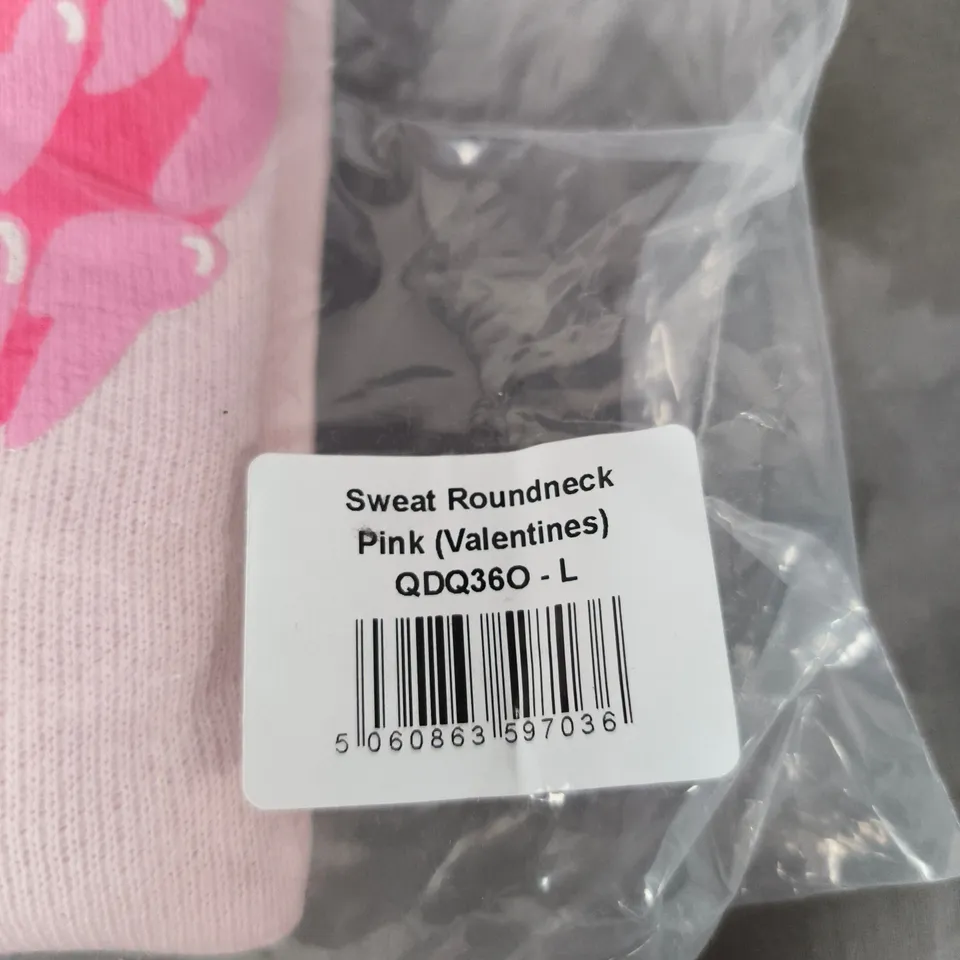 Sweat Roundneck
Pink (Valentines)
QDQ36O - L
5 060863 597036